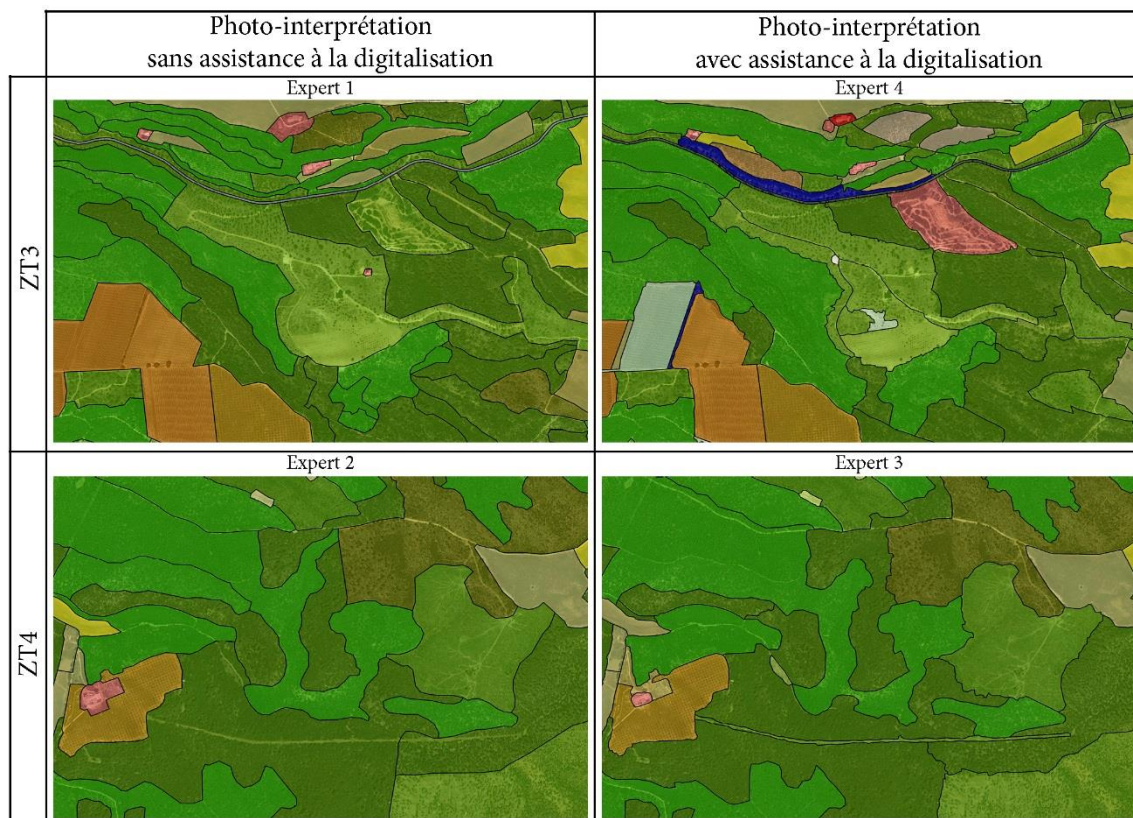 Photo-interprétation
sans assistance à la digitalisation
Photo-interprétation
avec assistance à la digitalisation
ZT3
Expert 1
Expert 4
ZT4
Expert 2
Expert 3